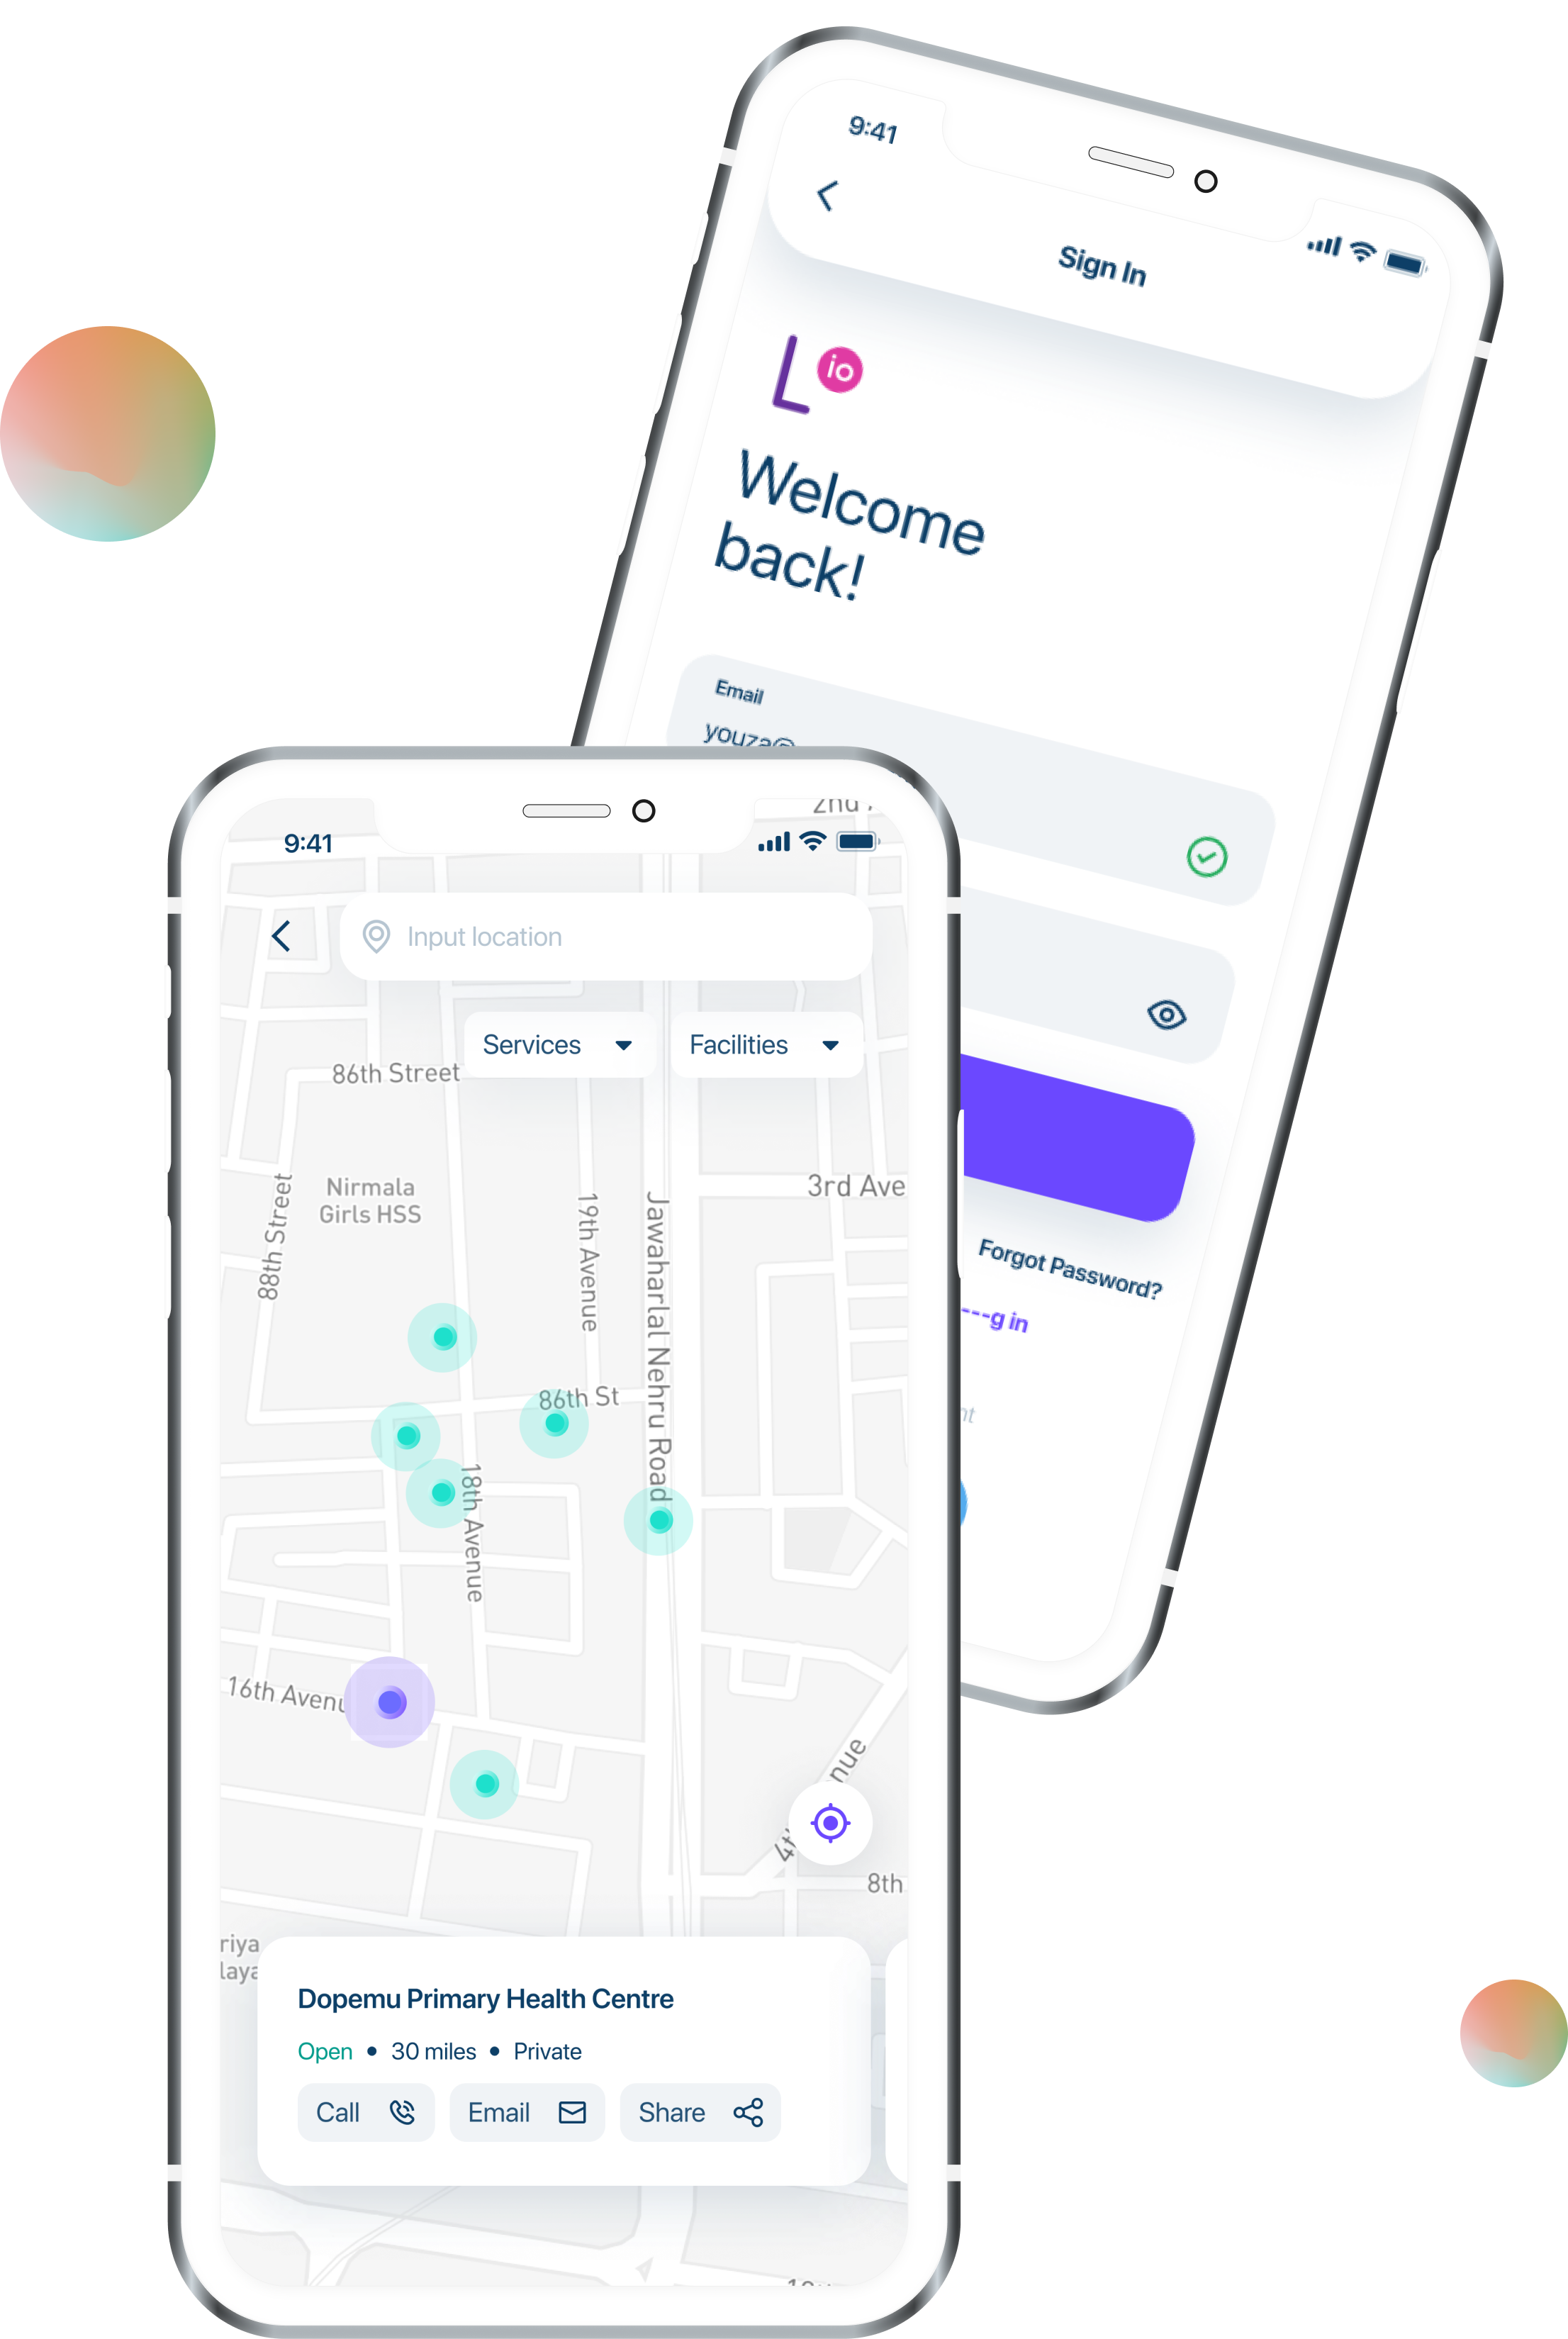 9:41
Sign In
L io
Welcome
back!
Email
youza@
Forgot Password?
g in
nt
9:41
2nd
Input location
Services
Facilities
86th Street
Nirmala
Girls HSS
88th Street
19th Avenue
Jawaharlal Nehru Road
3rd Ave
86th St
18th Avenue
16th Avenu
nue
8th
riya
laya
Dopemu Primary Health Centre
Open • 30 miles • Private
Call
Email
Share